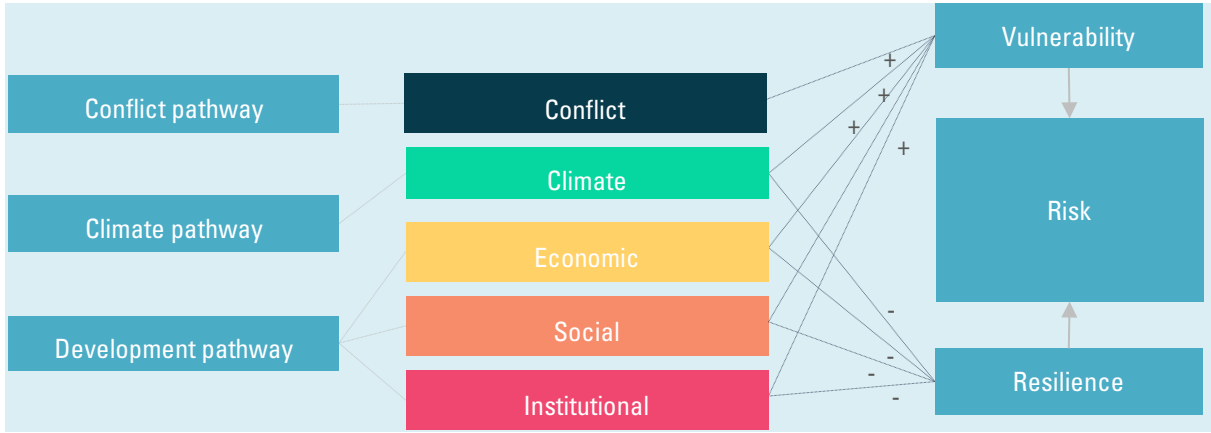 Conflict pathway
Climate pathway
Development pathway
Conflict
Climate
Economic
Social
Institutional
+
+
+
+
-
-
-
-
Vulnerability
Risk
Resilience